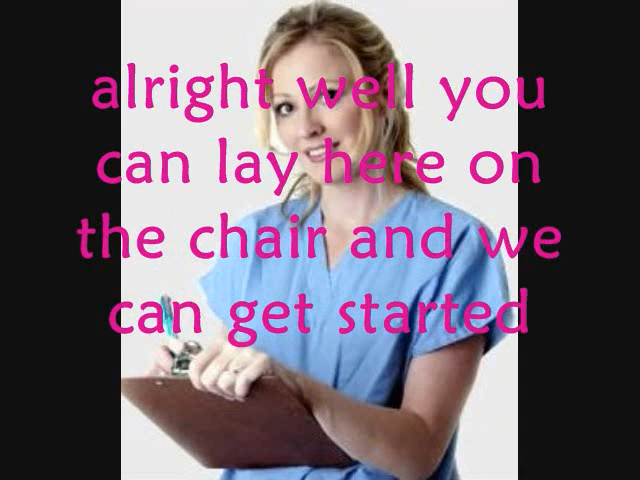 alright well you
can lay here on
the chair and we
can get started